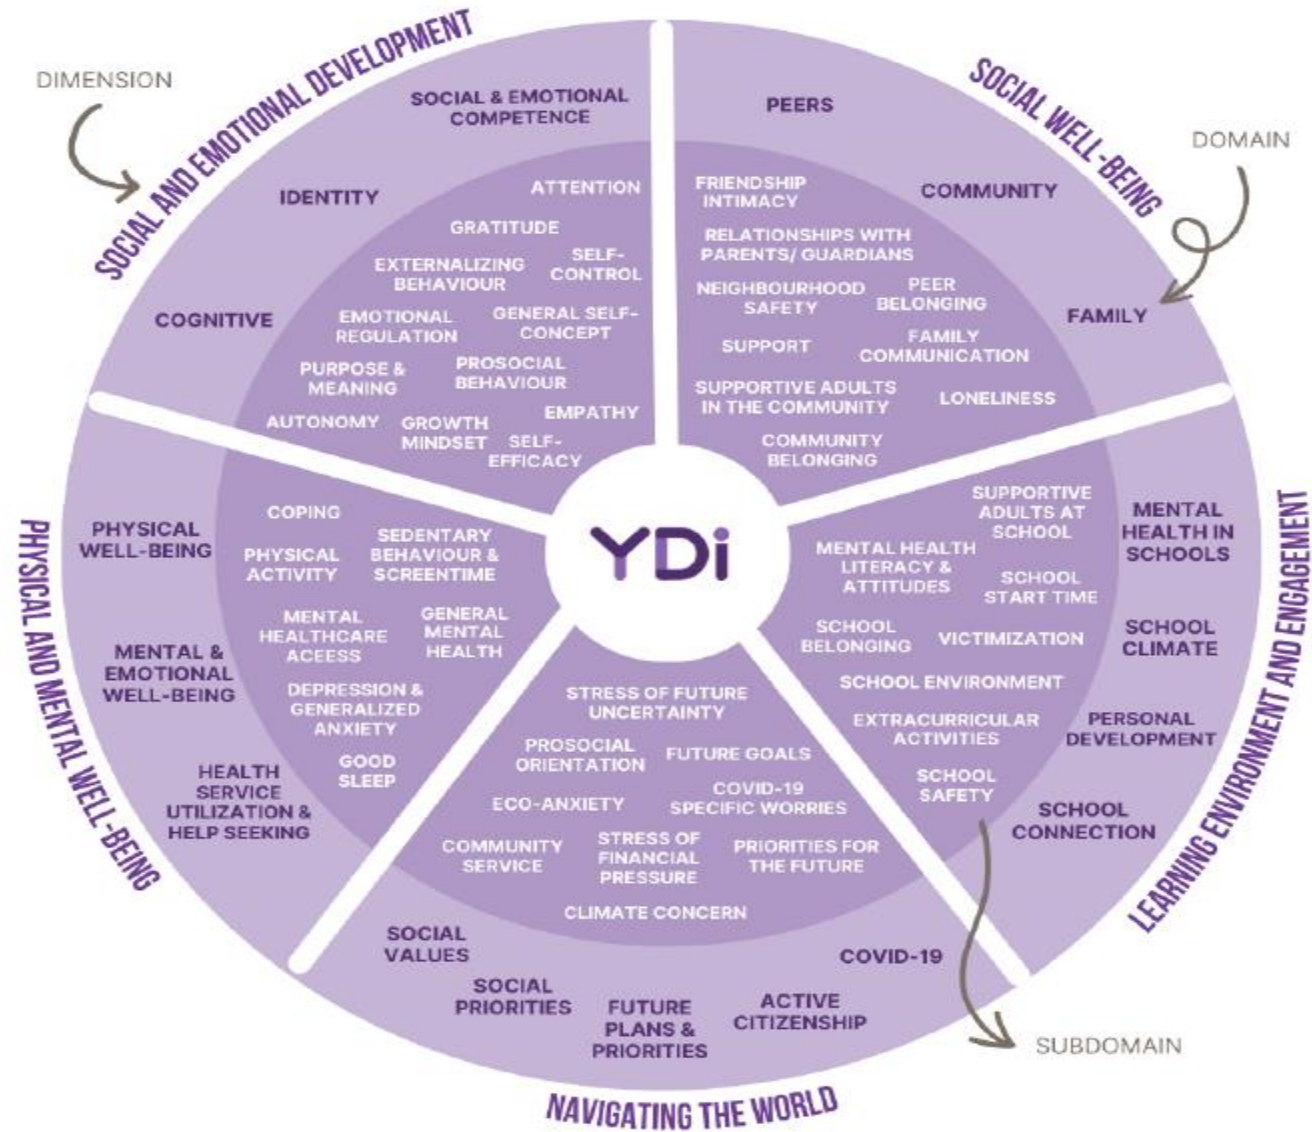 DIMENSION
SOCIAL AND EMOTIONAL DEVELOPMENT
SOCIAL & EMOTIONAL
COMPETENCE
IDENTITY
COGNITIVE
ATTENTION
GRATITUDE
EXTERNALIZING
BEHAVIOUR
SELF-
CONTROL
EMOTIONAL
REGULATION
GENERAL SELF-
CONCEPT
PURPOSE &
MEANING
PROSOCIAL
BEHAVIOUR
AUTONOMY
GROWTH
MINDSET
EMPATHY
SELF-
EFFICACY
SOCIAL WELL-BEING
DOMAIN
PEERS
COMMUNITY
FAMILY
FRIENDSHIP
INTIMACY
RELATIONSHIPS WITH
PARENTS/ GUARDIANS
NEIGHBOURHOOD
SAFETY
PEER
BELONGING
SUPPORT
FAMILY
COMMUNICATION
SUPPORTIVE ADULTS
IN THE COMMUNITY
LONELINESS
COMMUNITY
BELONGING
YDi
LEARNING ENVIRONMENT AND ENGAGEMENT
MENTAL
HEALTH IN
SCHOOLS
SCHOOL
CLIMATE
PERSONAL
DEVELOPMENT
SCHOOL
CONNECTION
SUPPORTIVE
ADULTS AT
SCHOOL
MENTAL HEALTH
LITERACY &
ATTITUDES
SCHOOL
START TIME
SCHOOL
BELONGING
VICTIMIZATION
SCHOOL ENVIRONMENT
EXTRACURRICULAR
ACTIVITIES
SCHOOL
SAFETY
SUBDOMAIN
PHYSICAL AND MENTAL WELL-BEING
PHYSICAL
WELL-BEING
MENTAL &
EMOTIONAL
WELL-BEING
HEALTH
SERVICE
UTILIZATION &
HELP SEEKING
COPING
PHYSICAL
ACTIVITY
SEDENTARY
BEHAVIOUR &
SCREENTIME
MENTAL
HEALTHCARE
ACEESS
GENERAL
MENTAL
HEALTH
DEPRESSION &
GENERALIZED
ANXIETY
GOOD
SLEEP
STRESS OF FUTURE
UNCERTAINTY
PROSOCIAL
ORIENTATION
FUTURE GOALS
ECO-ANXIETY
COVID-19
SPECIFIC WORRIES
COMMUNITY
SERVICE
STRESS OF
FINANCIAL
PRESSURE
PRIORITIES FOR
THE FUTURE
CLIMATE CONCERN
SOCIAL
VALUES
SOCIAL
PRIORITIES
FUTURE
PLANS &
PRIORITIES
ACTIVE
CITIZENSHIP
COVID-19
NAVIGATING THE WORLD